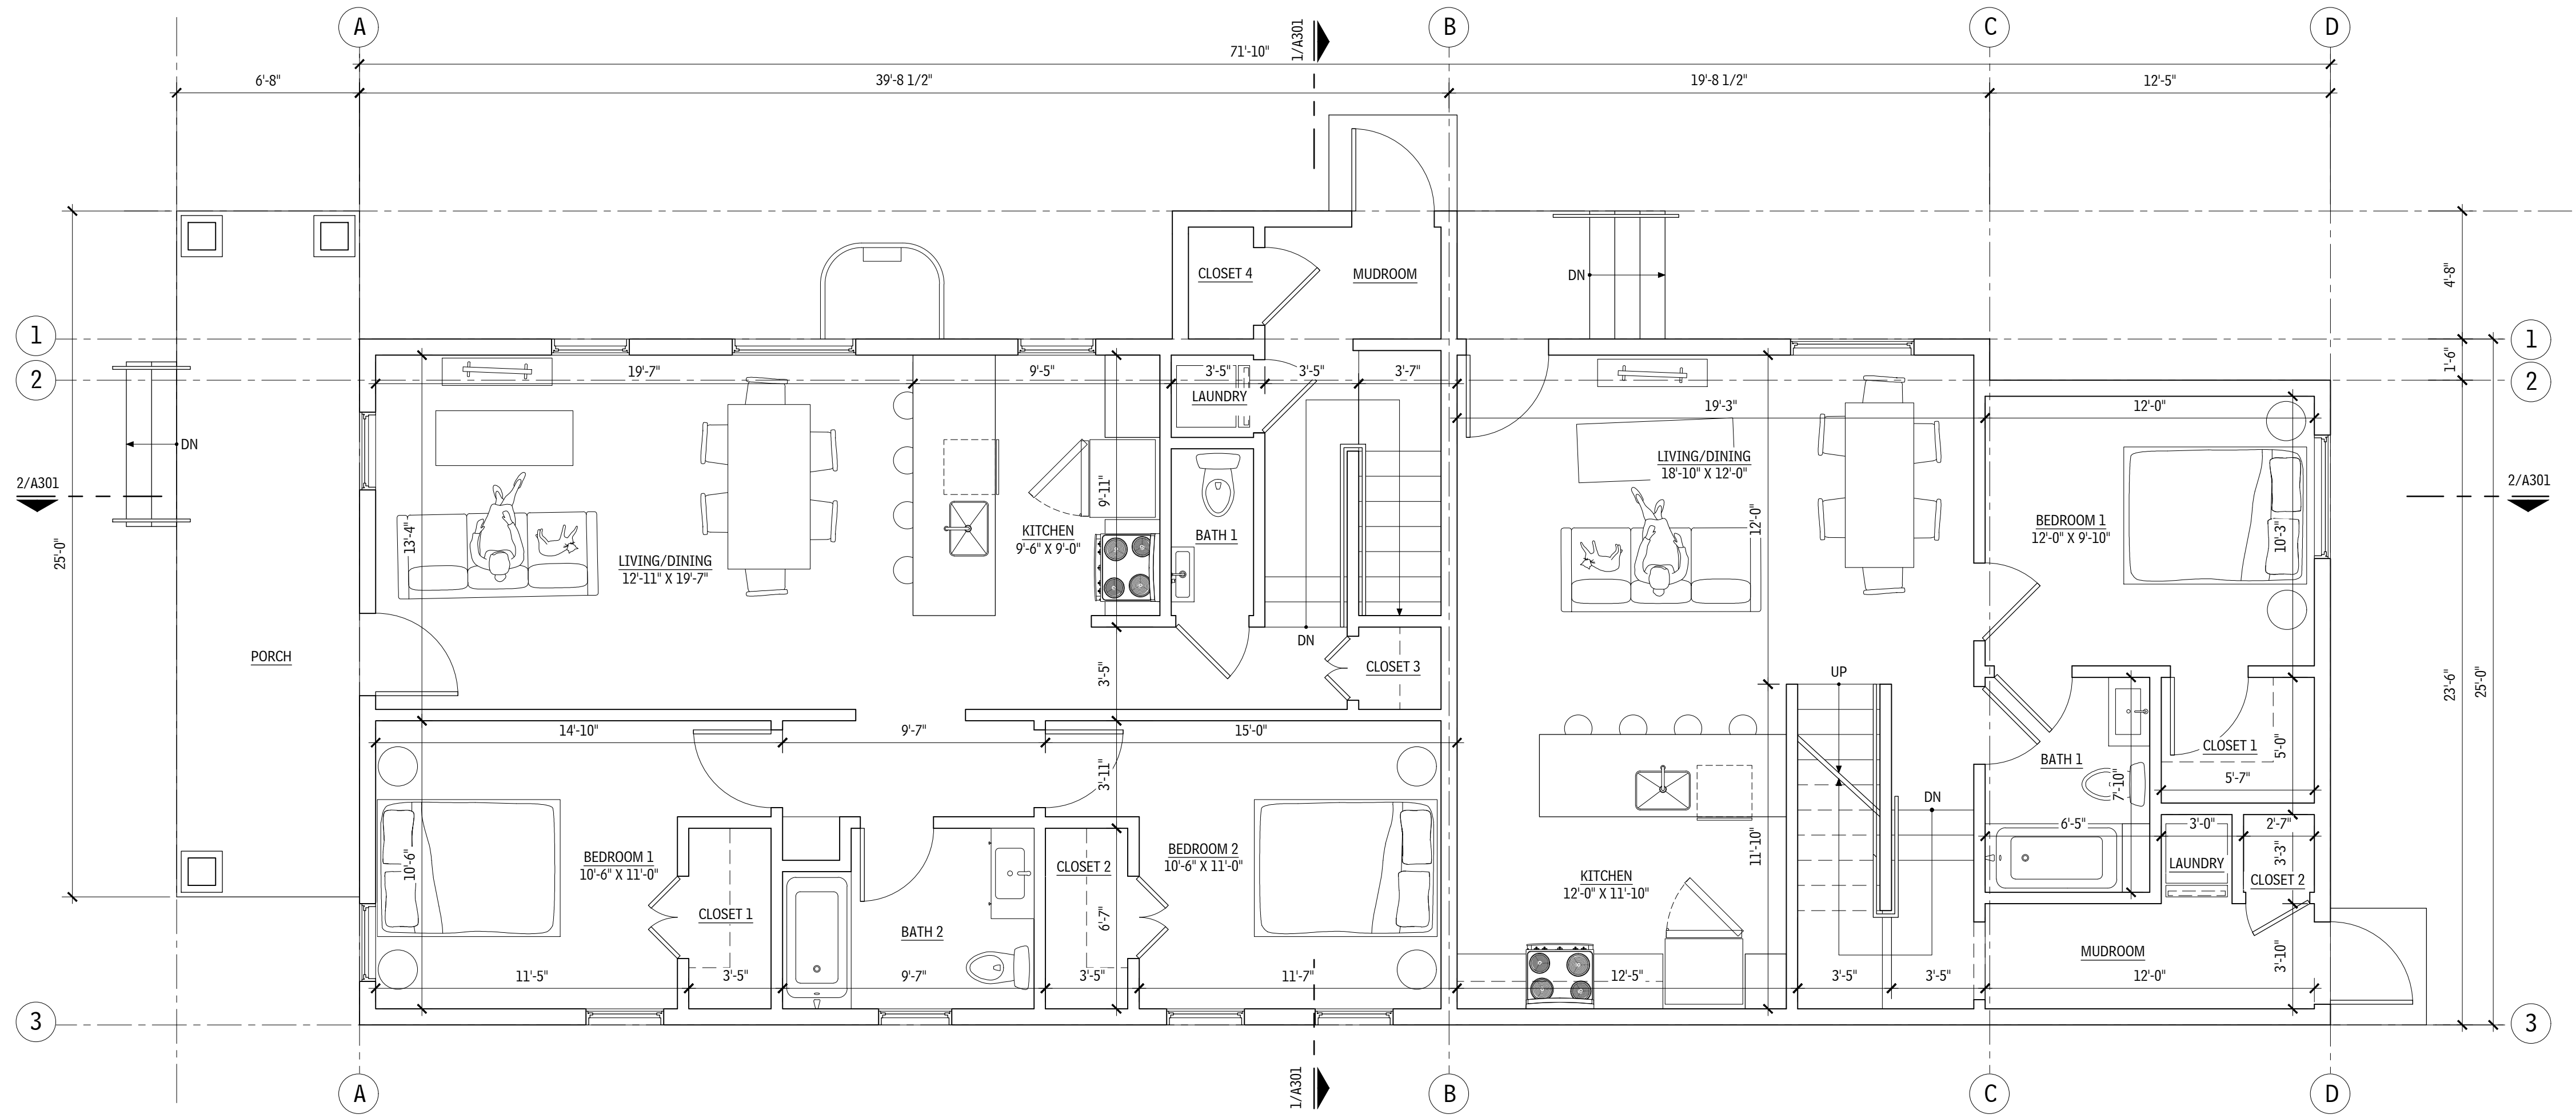 A
B
C
D
1/A301
71'-10"
6'-8"
39'-8 1/2"
19'-8 1/2"
12'-5"
CLOSET 4
MUDROOM
DN
4'-8"
1
1
2
2
1'-6"
19'-7"
9'-5"
3'-5"
3'-5"
3'-7"
LAUNDRY
19'-3"
12'-0"
DN
LIVING/DINING
18'-10" X 12'-0"
2/A301
2/A301
9'-11"
KITCHEN
9'-6" X 9'-0"
BATH 1
12'-0"
BEDROOM 1
12'-0" X 9'-10"
10'-3"
25'-0"
13'-4"
LIVING/DINING
12'-11" X 19'-7"
PORCH
DN
CLOSET 3
3'-5"
UP
23'-6"
25'-0"
14'-10"
9'-7"
15'-0"
3'-11"
BATH 1
7'-10"
CLOSET 1
5'-0"
5'-7"
DN
6'-5"
3'-0"
2'-7"
10'-6"
BEDROOM 1
10'-6" X 11'-0"
CLOSET 2
BEDROOM 2
10'-6" X 11'-0"
11'-10"
KITCHEN
12'-0" X 11'-10"
LAUNDRY
3'-3"
CLOSET 2
CLOSET 1
BATH 2
6'-7"
MUDROOM
3'-10"
11'-5"
3'-5"
9'-7"
3'-5"
11'-7"
12'-5"
3'-5"
3'-5"
12'-0"
3
3
1/A301
A
B
C
D